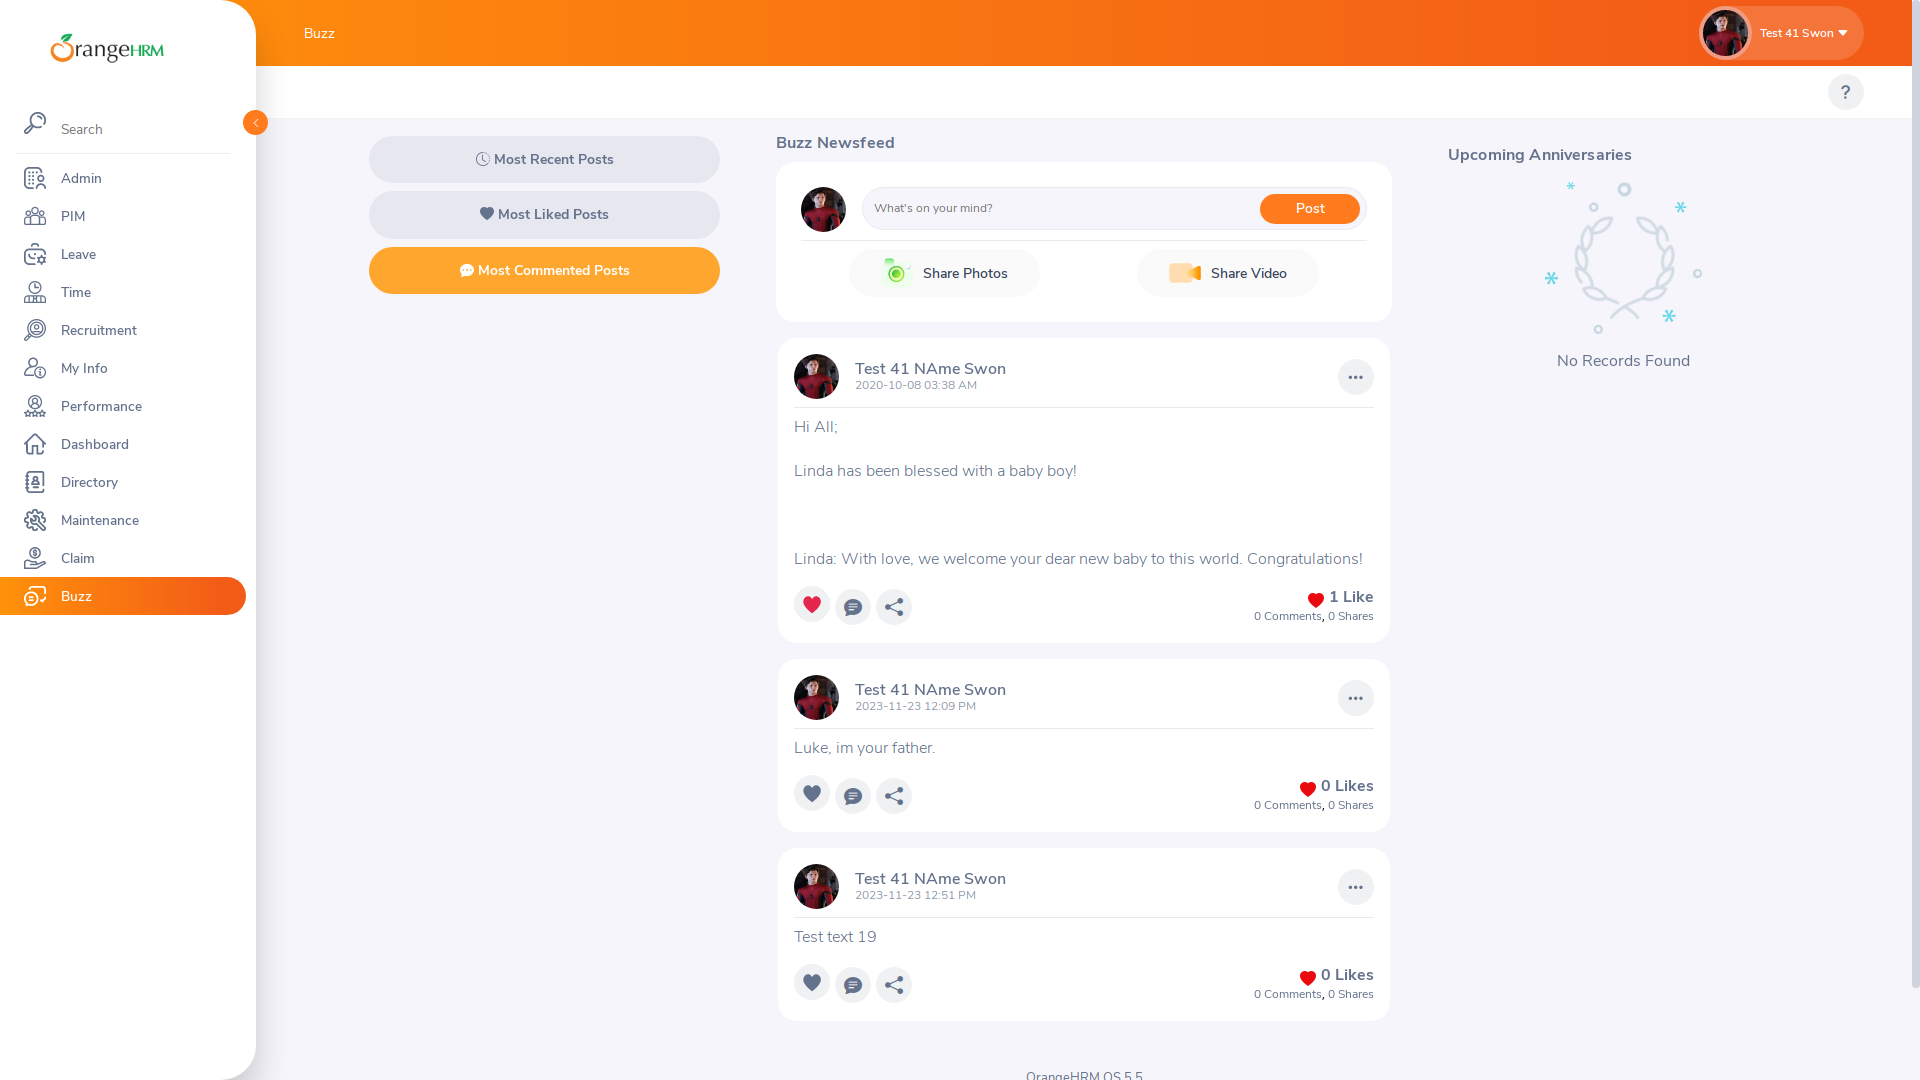 OrangeHRM
Search
Admin
PIM
Leave
Time
Recruitment
My Info
Performance
Dashboard
Directory
Maintenance
Claim
Buzz
Buzz
Test 41 Swon
?
Most Recent Posts
Most Liked Posts
Most Commented Posts
Buzz Newsfeed
What's on your mind?
Post
Share Photos
Share Video
Test 41 NAme Swon
2020-10-08 03:38 AM
Hi All;
Linda has been blessed with a baby boy!
Linda: With love, we welcome your dear new baby to this world. Congratulations!
1 Like
0 Comments, 0 Shares
Test 41 NAme Swon
2023-11-23 12:09 PM
Luke, im your father.
0 Likes
0 Comments, 0 Shares
Test 41 NAme Swon
2023-11-23 12:51 PM
Test text 19
0 Likes
0 Comments, 0 Shares
Upcoming Anniversaries
No Records Found
OrangeHRM OS 5.5